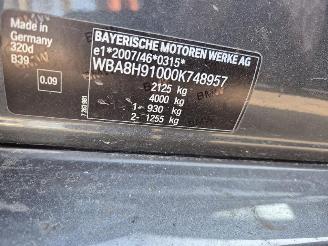 Made in
Germany
320d
B39
0.09
BAYERISCHE MOTOREN WERKE AG
e1*2007/46*0315*
WBA8H91000K748957
2125 kg
4000 kg
1- 930 kg
2- 1255 kg